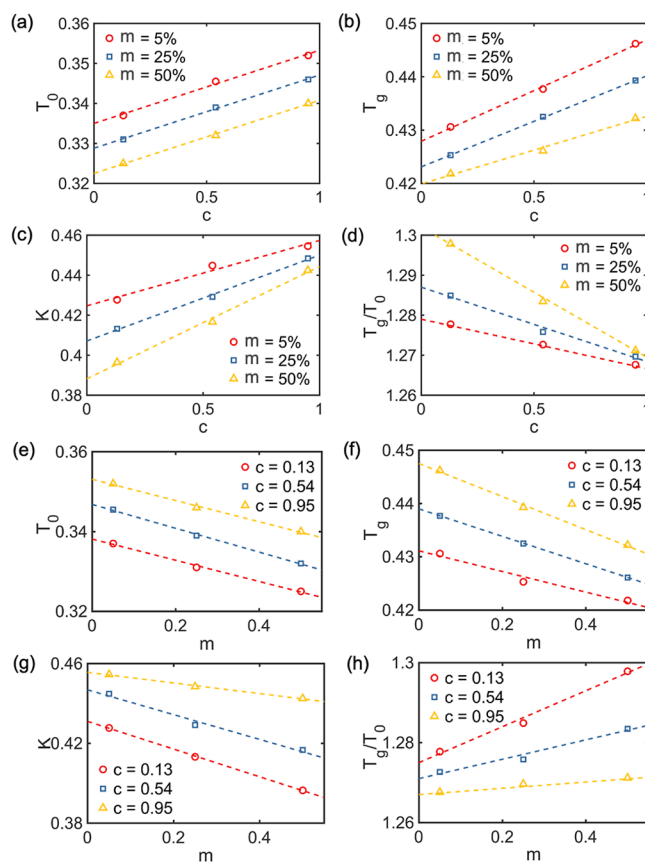 (a)
0.36
0.35
0.34
0.33
0.32
T0
m = 5%
m = 25%
m = 50%
0
0.5
1
c
(b)
0.45
0.44
0.43
0.42
Tg
m = 5%
m = 25%
m = 50%
0
0.5
1
c
(c)
0.46
0.44
0.42
0.4
0.38
K
m = 5%
m = 25%
m = 50%
0
0.5
1
c
(d)
1.3
1.29
1.28
1.27
1.26
Tg/T0
m = 5%
m = 25%
m = 50%
0
0.5
1
c
(e)
0.36
0.34
0.32
T0
c = 0.13
c = 0.54
c = 0.95
0
0.2
0.4
m
(f)
0.45
0.44
0.43
0.42
Tg
c = 0.13
c = 0.54
c = 0.95
0
0.2
0.4
m
(g)
0.46
0.42
0.38
K
c = 0.13
c = 0.54
c = 0.95
0
0.2
0.4
m
(h)
1.3
1.28
1.26
Tg/T0
c = 0.13
c = 0.54
c = 0.95
0
0.2
0.4
m